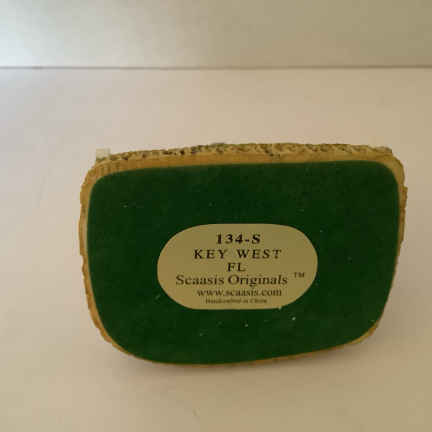 134-S
KEY WEST
FL
Scaasis Originals ™
www.scaasis.com
Handcrafted in China